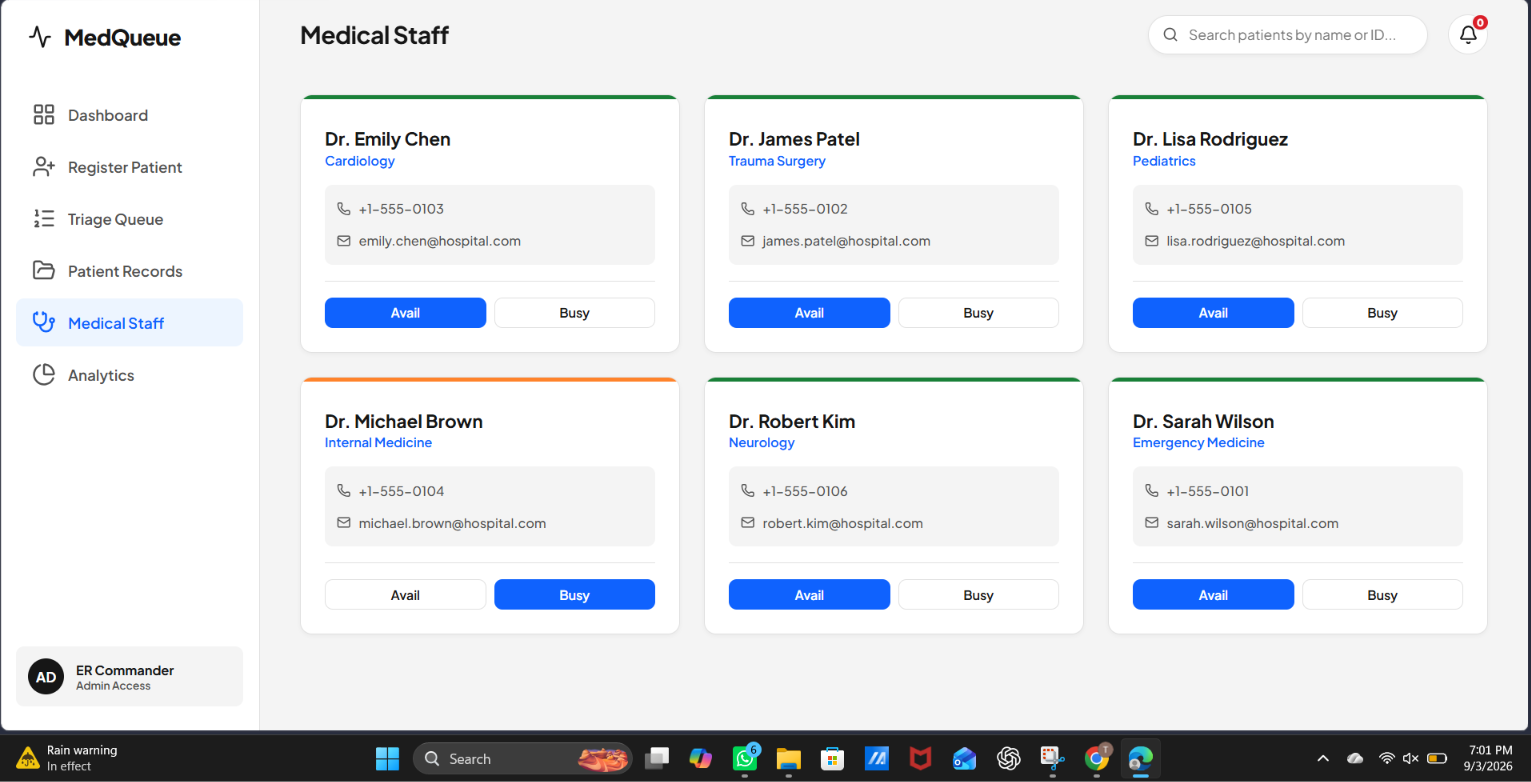 MedQueue
Dashboard
Register Patient
Triage Queue
Patient Records
Medical Staff
Analytics
AD
ER Commander
Admin Access
Medical Staff
Search patients by name or ID...
0
Dr. Emily Chen
Cardiology
+1-555-0103
emily.chen@hospital.com
Avail
Busy
Dr. James Patel
Trauma Surgery
+1-555-0102
james.patel@hospital.com
Avail
Busy
Dr. Lisa Rodriguez
Pediatrics
+1-555-0105
lisa.rodriguez@hospital.com
Avail
Busy
Dr. Michael Brown
Internal Medicine
+1-555-0104
michael.brown@hospital.com
Avail
Busy
Dr. Robert Kim
Neurology
+1-555-0106
robert.kim@hospital.com
Avail
Busy
Dr. Sarah Wilson
Emergency Medicine
+1-555-0101
sarah.wilson@hospital.com
Avail
Busy
Rain warning
In effect
Search
6
T
7:01 PM
9/3/2026